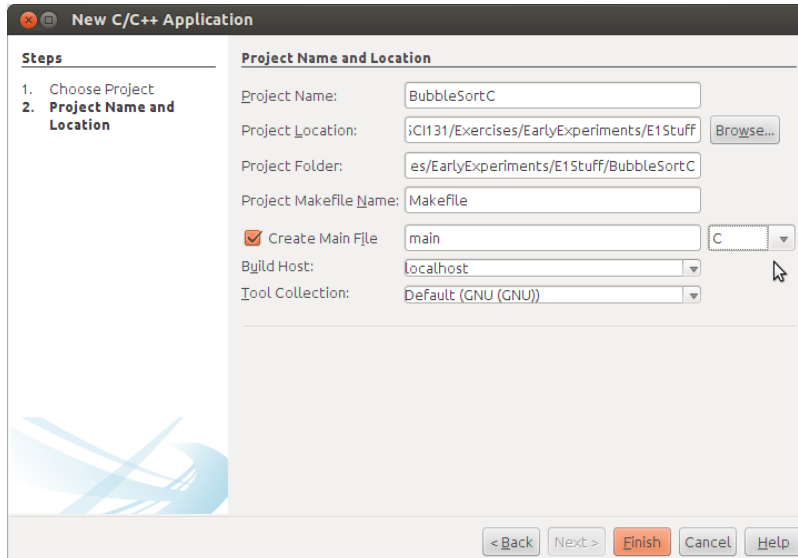 New C/C++ Application
Steps
1. Choose Project
2. Project Name and
Location
Project Name and Location
Project Name: BubbleSortC
Project Location: SCI131/Exercises/EarlyExperiments/E1Stuff Browse...
Project Folder: es/EarlyExperiments/E1Stuff/BubbleSortC
Project Makefile Name: Makefile
Create Main File main C
Build Host: localhost
Tool Collection: Default (GNU (GNU))
< Back Next > Finish Cancel Help